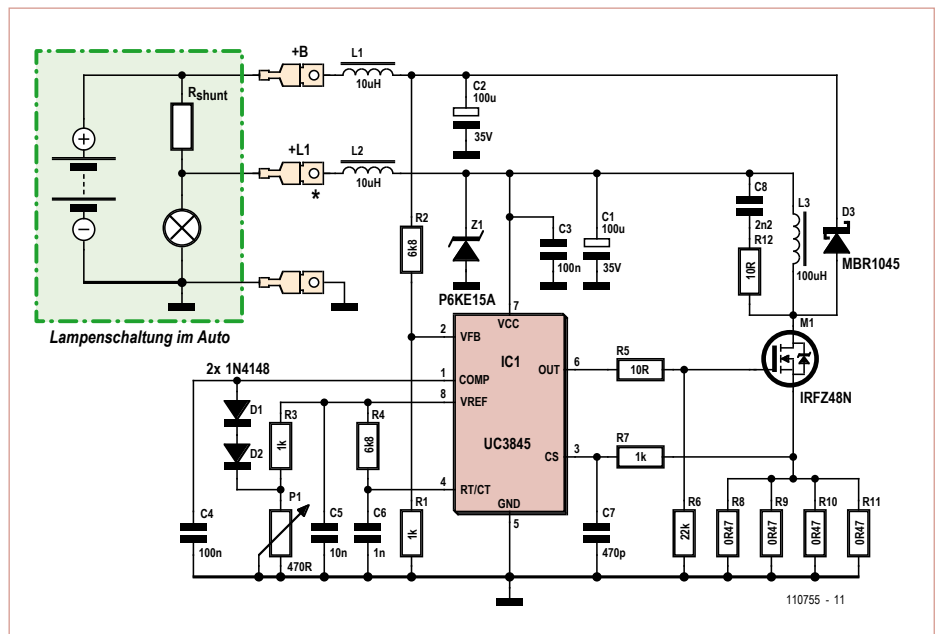 +B
L1
10uH
C2
100u
35V
Rshunt
+L1
*
L2
10uH
+
−
Lampenschaltung im Auto
R2
6k8
Z1
P6KE15A
C3
100n
C1
100u
35V
C8
2n2
R12
10R
L3
100uH
D3
MBR1045
M1
IRFZ48N
7
VCC
2
VFB
1
COMP
8
VREF
4
RT/CT
IC1
UC3845
OUT
6
CS
3
GND
5
R5
10R
R7
1k
2x 1N4148
D1
D2
R3
1k
R4
6k8
P1
470R
C4
100n
C5
10n
C6
1n
R1
1k
C7
470p
R6
22k
R8
0R47
R9
0R47
R10
0R47
R11
0R47
110755 - 11